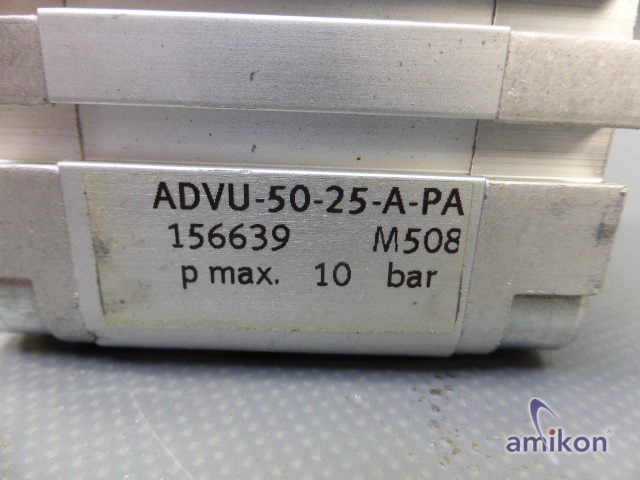 ADVU-50-25-A-PA
156639 M508
p max. 10 bar
amikon®